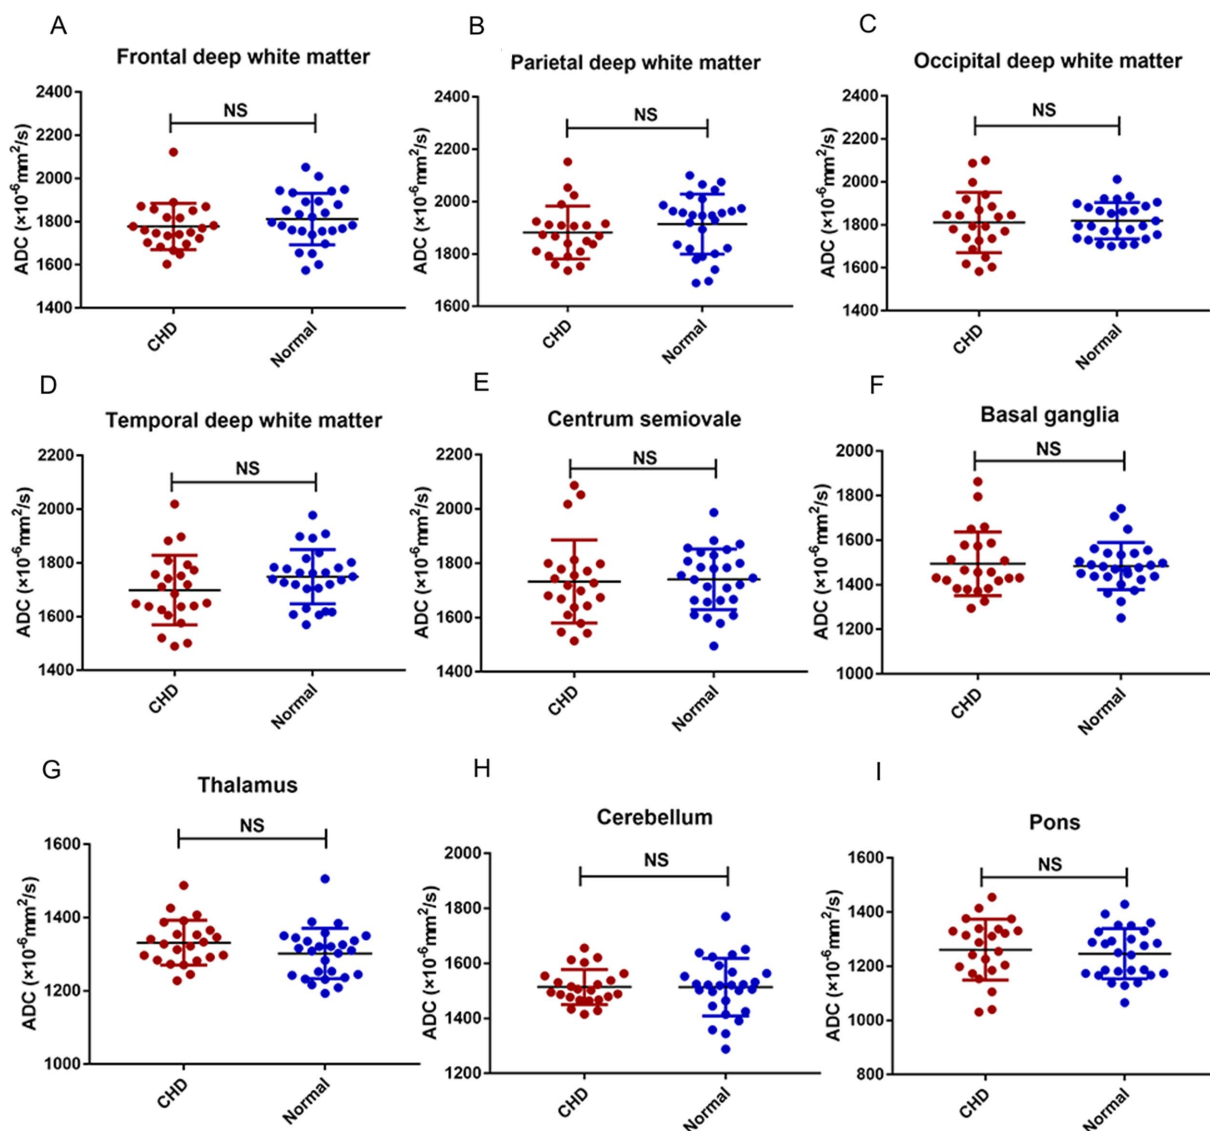 A
Frontal deep white matter
NS
ADC (×10⁻⁶mm²/s)
2400
2200
2000
1800
1600
1400
CHD
Normal
B
Parietal deep white matter
NS
ADC (×10⁻⁶mm²/s)
2400
2200
2000
1800
1600
CHD
Normal
C
Occipital deep white matter
NS
ADC (×10⁻⁶mm²/s)
2400
2200
2000
1800
1600
1400
CHD
Normal
D
Temporal deep white matter
NS
ADC (×10⁻⁶mm²/s)
2200
2000
1800
1600
1400
CHD
Normal
E
Centrum semiovale
NS
ADC (×10⁻⁶mm²/s)
2200
2000
1800
1600
1400
CHD
Normal
F
Basal ganglia
NS
ADC (×10⁻⁶mm²/s)
2000
1800
1600
1400
1200
1000
CHD
Normal
G
Thalamus
NS
ADC (×10⁻⁶mm²/s)
1600
1400
1200
1000
CHD
Normal
H
Cerebellum
NS
ADC (×10⁻⁶mm²/s)
2000
1800
1600
1400
1200
CHD
Normal
I
Pons
NS
ADC (×10⁻⁶mm²/s)
1600
1400
1200
1000
800
CHD
Normal